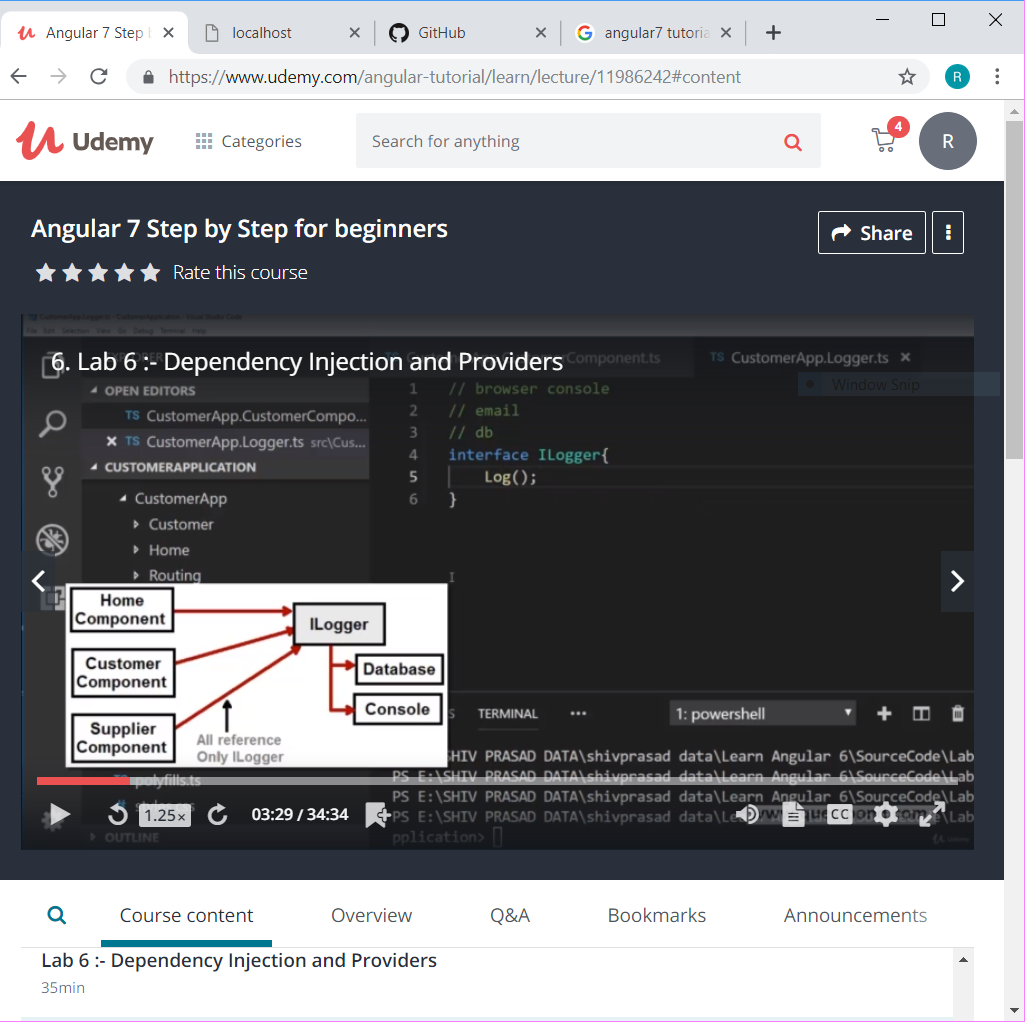 Angular 7 Step
localhost
GitHub
angular7 tutoria
https://www.udemy.com/angular-tutorial/learn/lecture/11986242#content
R
Udemy
Categories
Search for anything
4
R
Angular 7 Step by Step for beginners
Share
Rate this course
6. Lab 6 :- Dependency Injection and Providers
TS CustomerApp.Logger.ts
Window Snip
OPEN EDITORS
TS CustomerApp.CustomerCompo...
TS CustomerApp.Logger.ts src\Cus...
CUSTOMERAPPLICATION
CustomerApp
Customer
Home
Routing
1 // browser console
2 // email
3 // db
4 interface ILogger{
5 Log();
6 }
Home
Component
Customer
Component
Supplier
Component
ILogger
Database
Console
All reference
Only ILogger
TERMINAL
1: powershell
SHIV PRASAD DATA\shivprasad data\Learn Angular 6\SourceCode\Lab
PS E:\SHIV PRASAD DATA\shivprasad data\Learn Angular 6\SourceCode\Lab
PS E:\SHIV PRASAD DATA\shivprasad data\Learn Angular 6\SourceCode\Lab
PS E:\SHIV PRASAD DATA\shivprasad data\Learn Angular 6\SourceCode\Lab
pplication>
polyfills.ts
1.25x
03:29 / 34:34
CC
OUTLINE
Course content
Overview
Q&A
Bookmarks
Announcements
Lab 6 :- Dependency Injection and Providers
35min